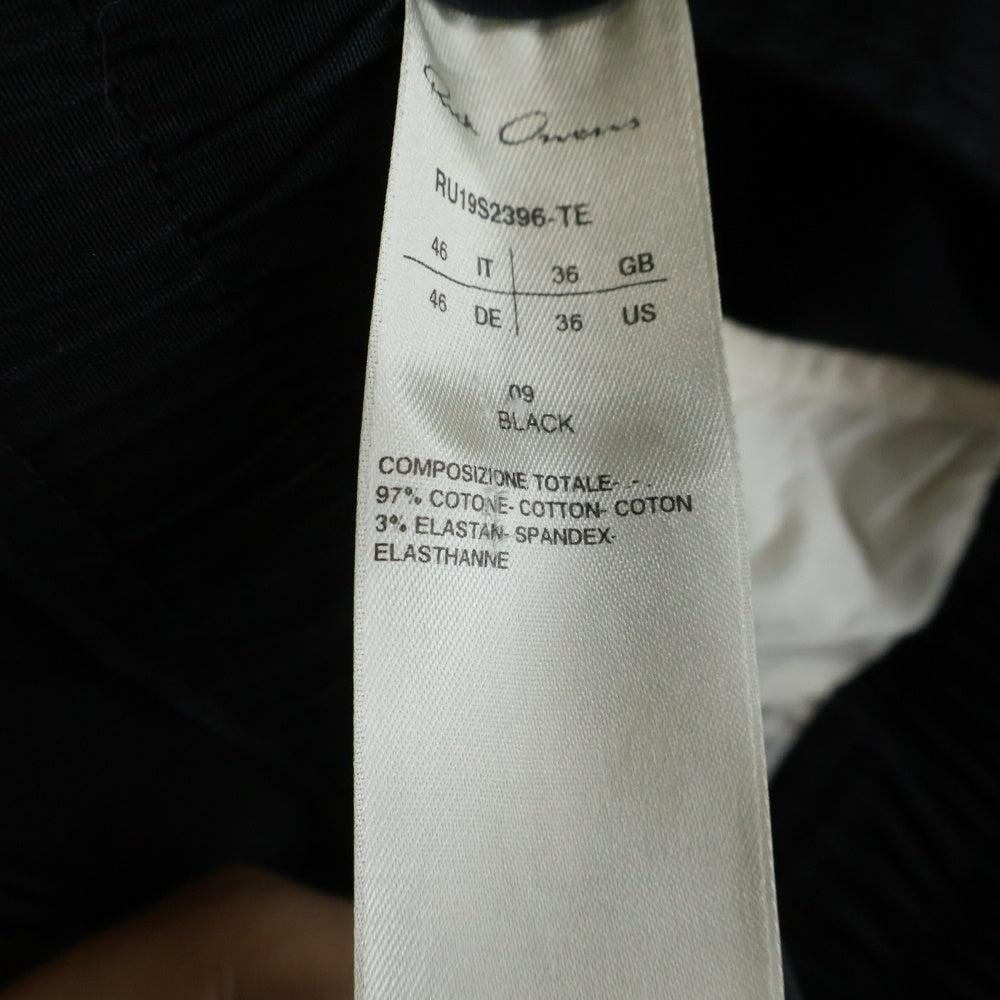 Rick Owens
RU19S2396-TE
46 IT 36 GB
46 DE 36 US
09
BLACK
COMPOSIZIONE TOTALE- .- .
97% COTONE- COTTON- COTON
3% ELASTAN- SPANDEX-
ELASTHANNE